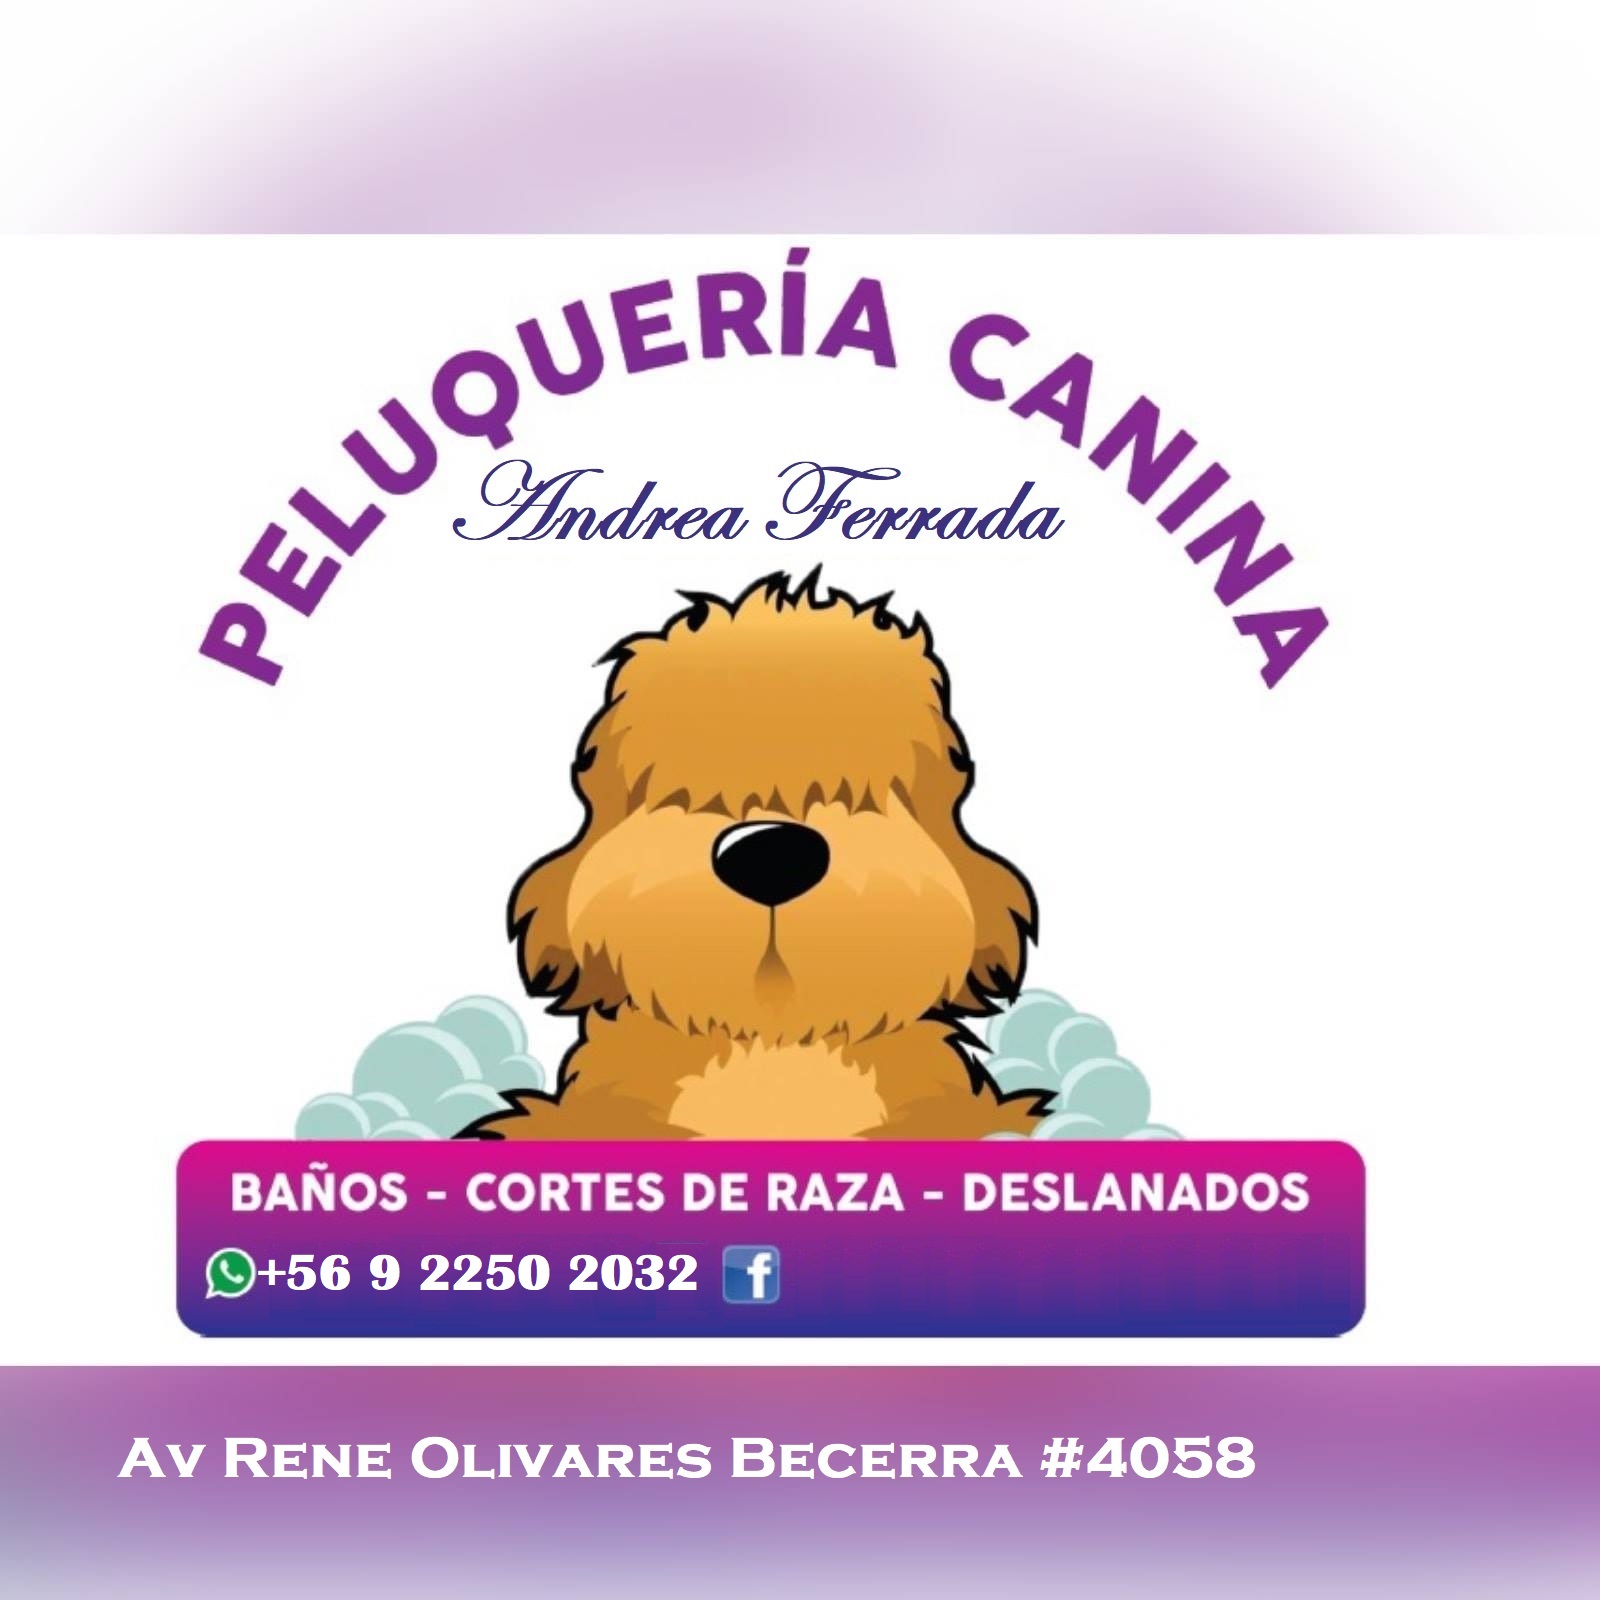 PELUQUERÍA CANINA
Andrea Ferrada
BAÑOS - CORTES DE RAZA - DESLANADOS
+56 9 2250 2032 f
Av Rene Olivares Becerra #4058